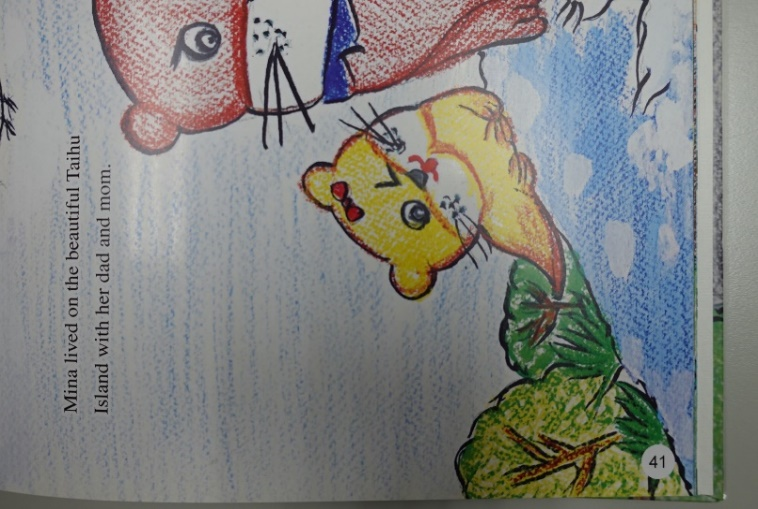 Mina lived on the beautiful Taihu
Island with her dad and mom.
41